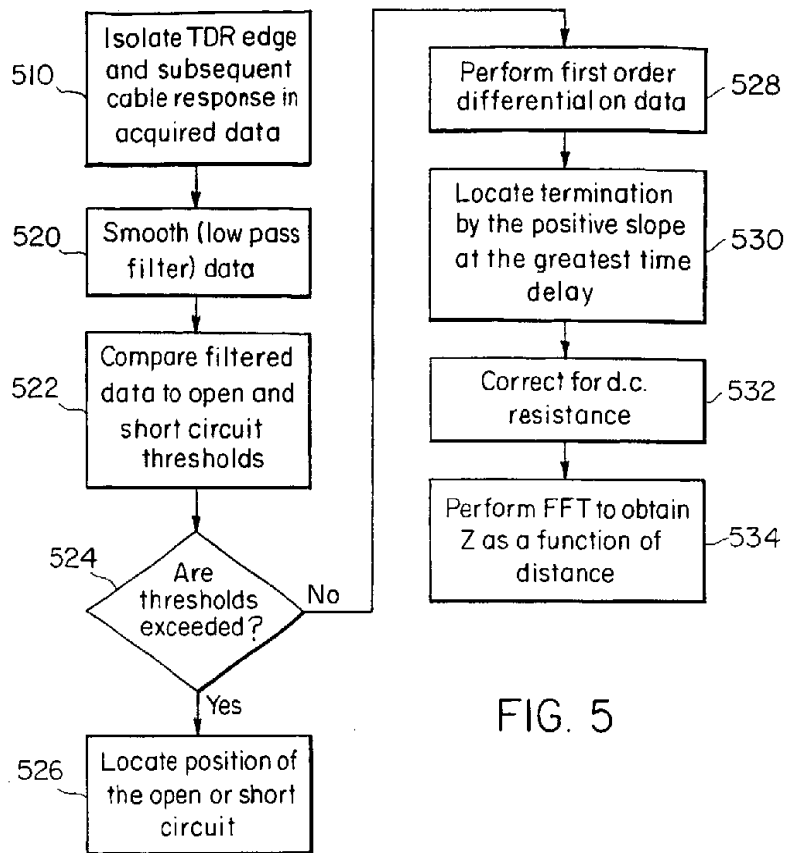 510
Isolate TDR edge
and subsequent
cable response in
acquired data
520
Smooth (low pass
filter) data
522
Compare filtered
data to open and
short circuit
thresholds
524
Are
thresholds
exceeded?
No
Yes
526
Locate position of
the open or short
circuit
Perform first order
differential on data
528
Locate termination
by the positive slope
at the greatest time
delay
530
Correct for d.c.
resistance
532
Perform FFT to obtain
Z as a function of
distance
534
FIG. 5